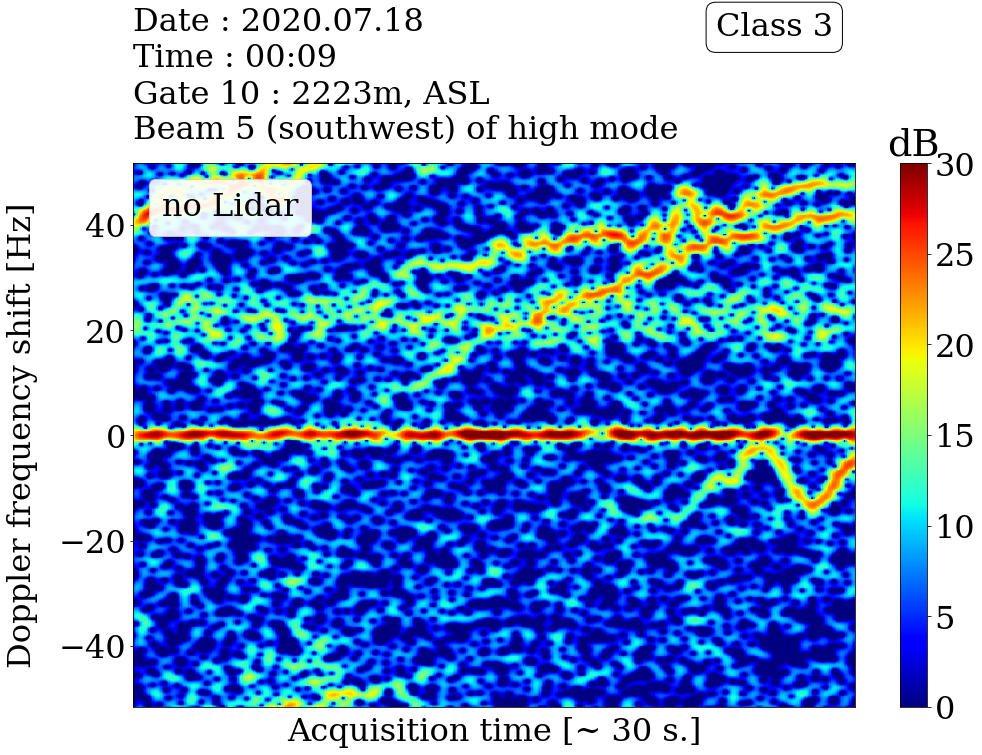 Date : 2020.07.18
Time : 00:09
Gate 10 : 2223m, ASL
Beam 5 (southwest) of high mode
Class 3
dB
no Lidar
Doppler frequency shift [Hz]
40
20
0
−20
−40
30
25
20
15
10
5
0
Acquisition time [~ 30 s.]